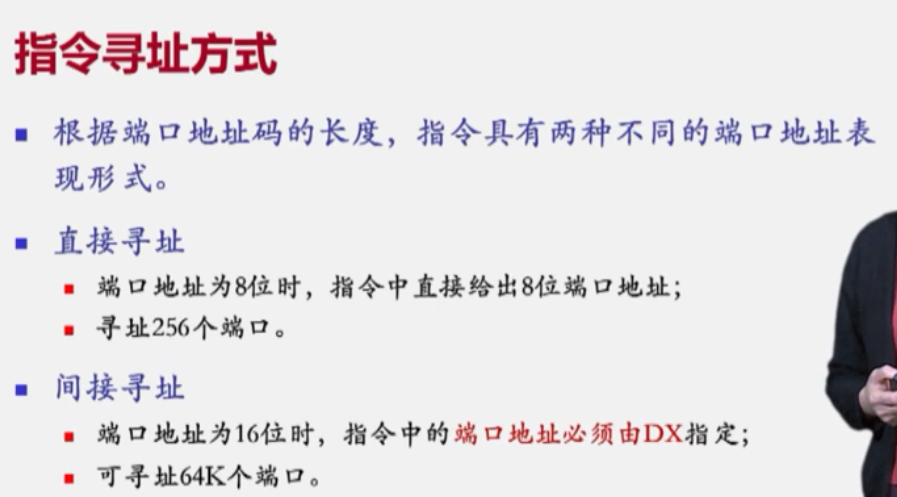 指令寻址方式
根据端口地址码的长度，指令具有两种不同的端口地址表
现形式。
直接寻址
端口地址为8位时，指令中直接给出8位端口地址；
寻址256个端口。
间接寻址
端口地址为16位时，指令中的端口地址必须由DX指定；
可寻址64K个端口。